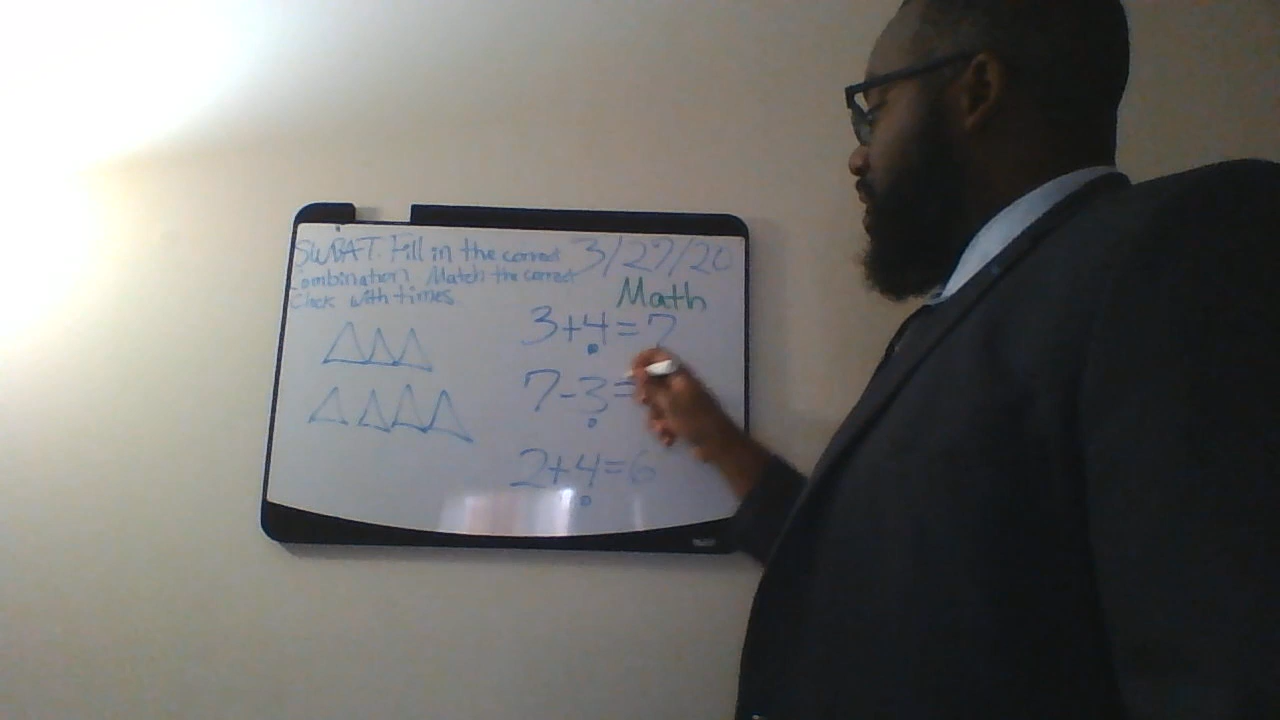 SWBAT. Fill in the correct
Combination. Match the correct
Clock with times
3/27/20
Math
3+4=7
7-3=
2+4=6